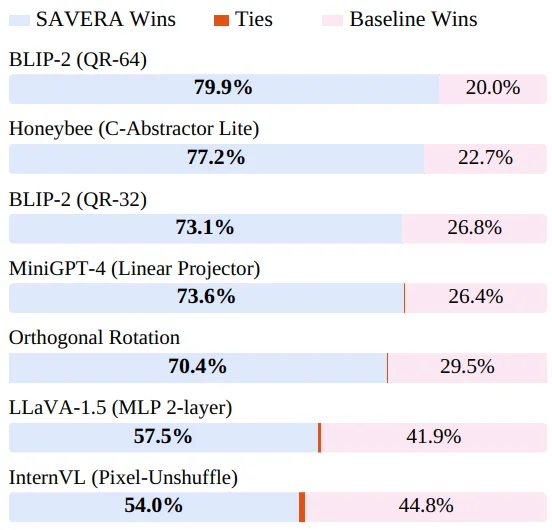 SAVERA Wins Ties Baseline Wins
BLIP-2 (QR-64)
79.9% 20.0%
Honeybee (C-Abstractor Lite)
77.2% 22.7%
BLIP-2 (QR-32)
73.1% 26.8%
MiniGPT-4 (Linear Projector)
73.6% 26.4%
Orthogonal Rotation
70.4% 29.5%
LLaVA-1.5 (MLP 2-layer)
57.5% 41.9%
InternVL (Pixel-Unshuffle)
54.0% 44.8%